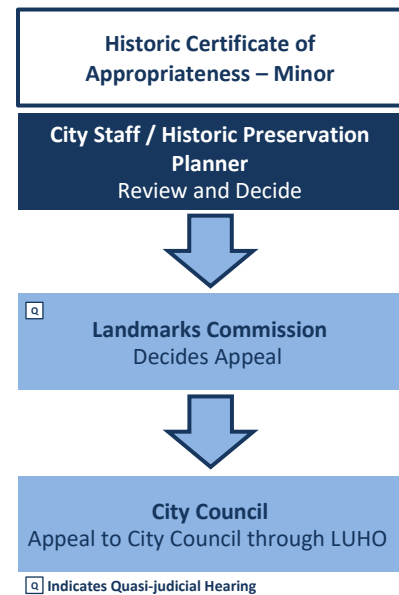 Historic Certificate of
Appropriateness – Minor
City Staff / Historic Preservation
Planner
Review and Decide
Q
Landmarks Commission
Decides Appeal
City Council
Appeal to City Council through LUHO
Q Indicates Quasi-judicial Hearing